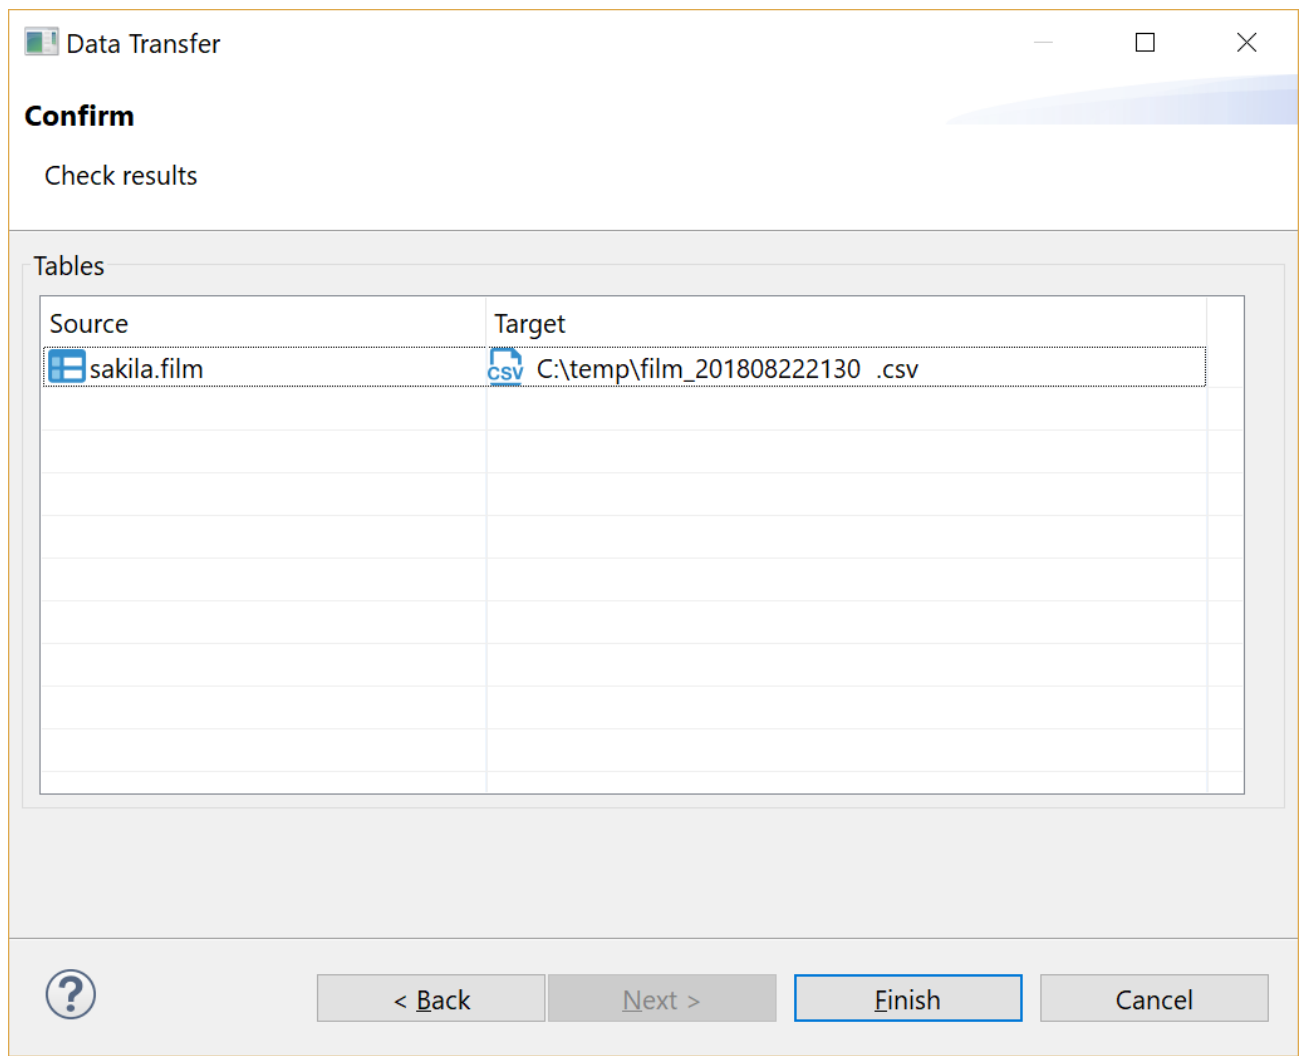 Data Transfer
Confirm
Check results
Tables
Source Target
sakila.film CSV C:\temp\film_201808222130 .csv
? < Back Next > Finish Cancel